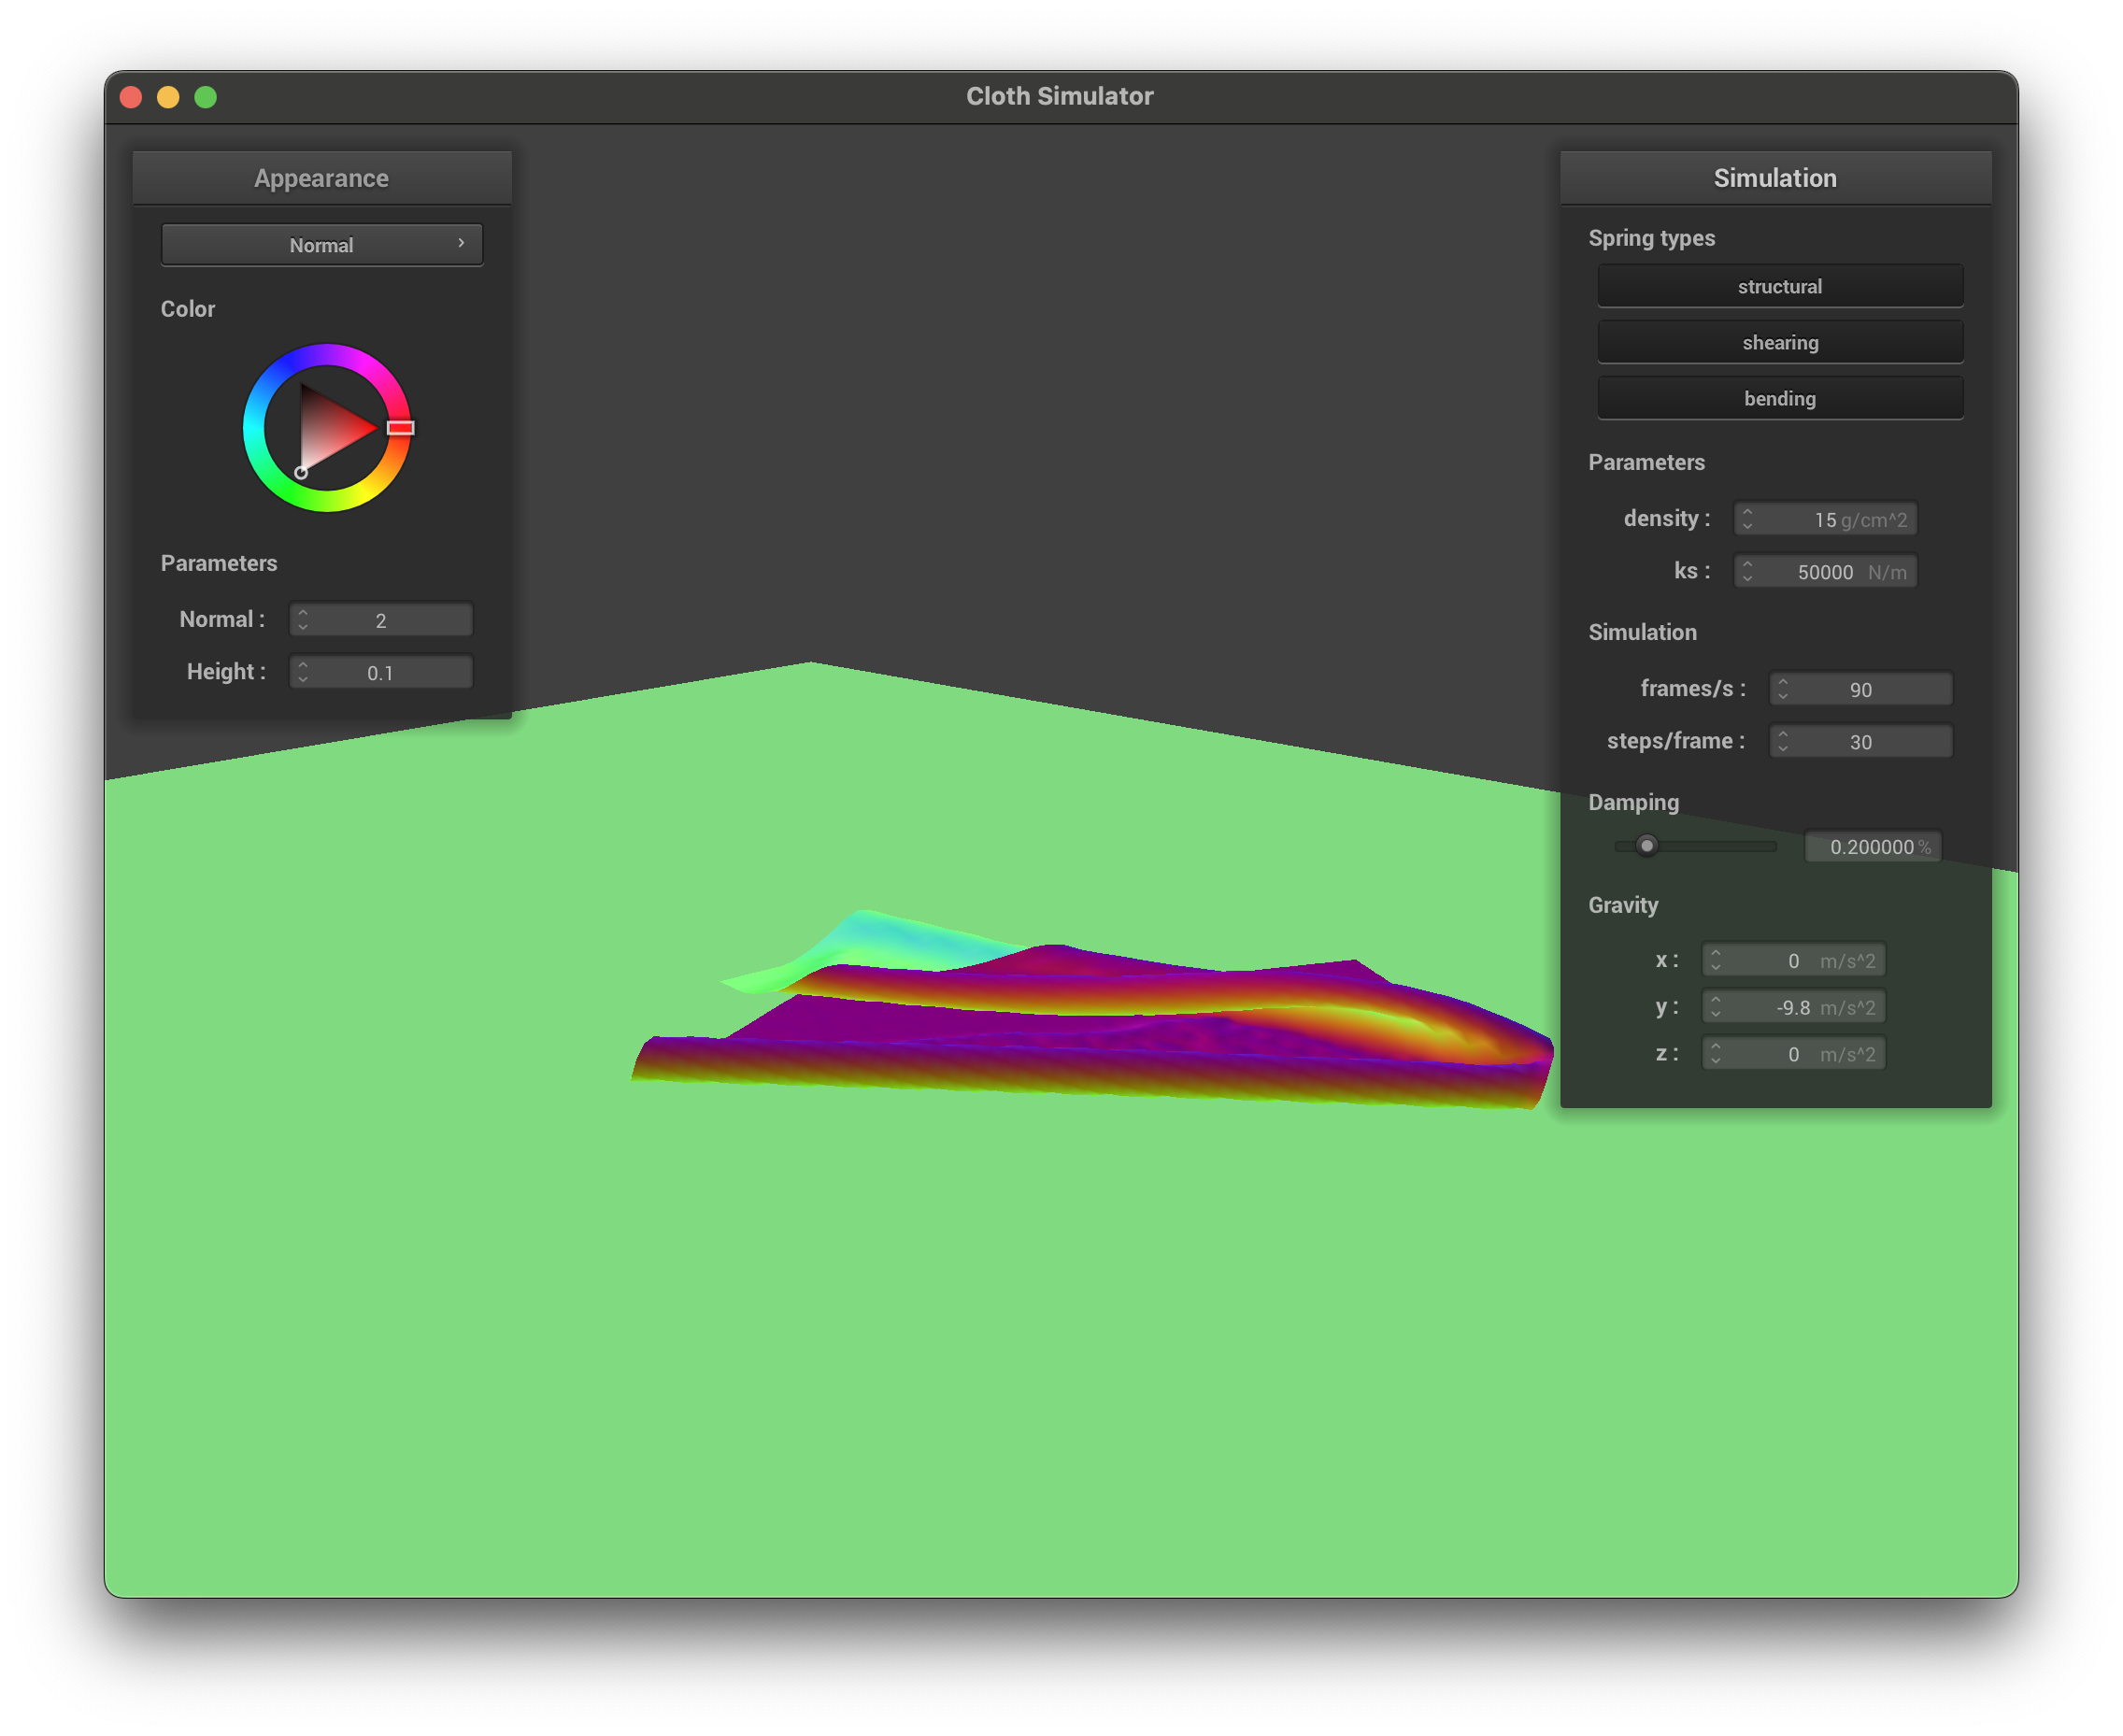 Cloth Simulator
Appearance
Normal
Color
Parameters
Normal : 2
Height : 0.1
Simulation
Spring types
structural
shearing
bending
Parameters
density : 15 g/cm^2
ks : 50000 N/m
Simulation
frames/s : 90
steps/frame : 30
Damping
0.200000 %
Gravity
x : 0 m/s^2
y : -9.8 m/s^2
z : 0 m/s^2